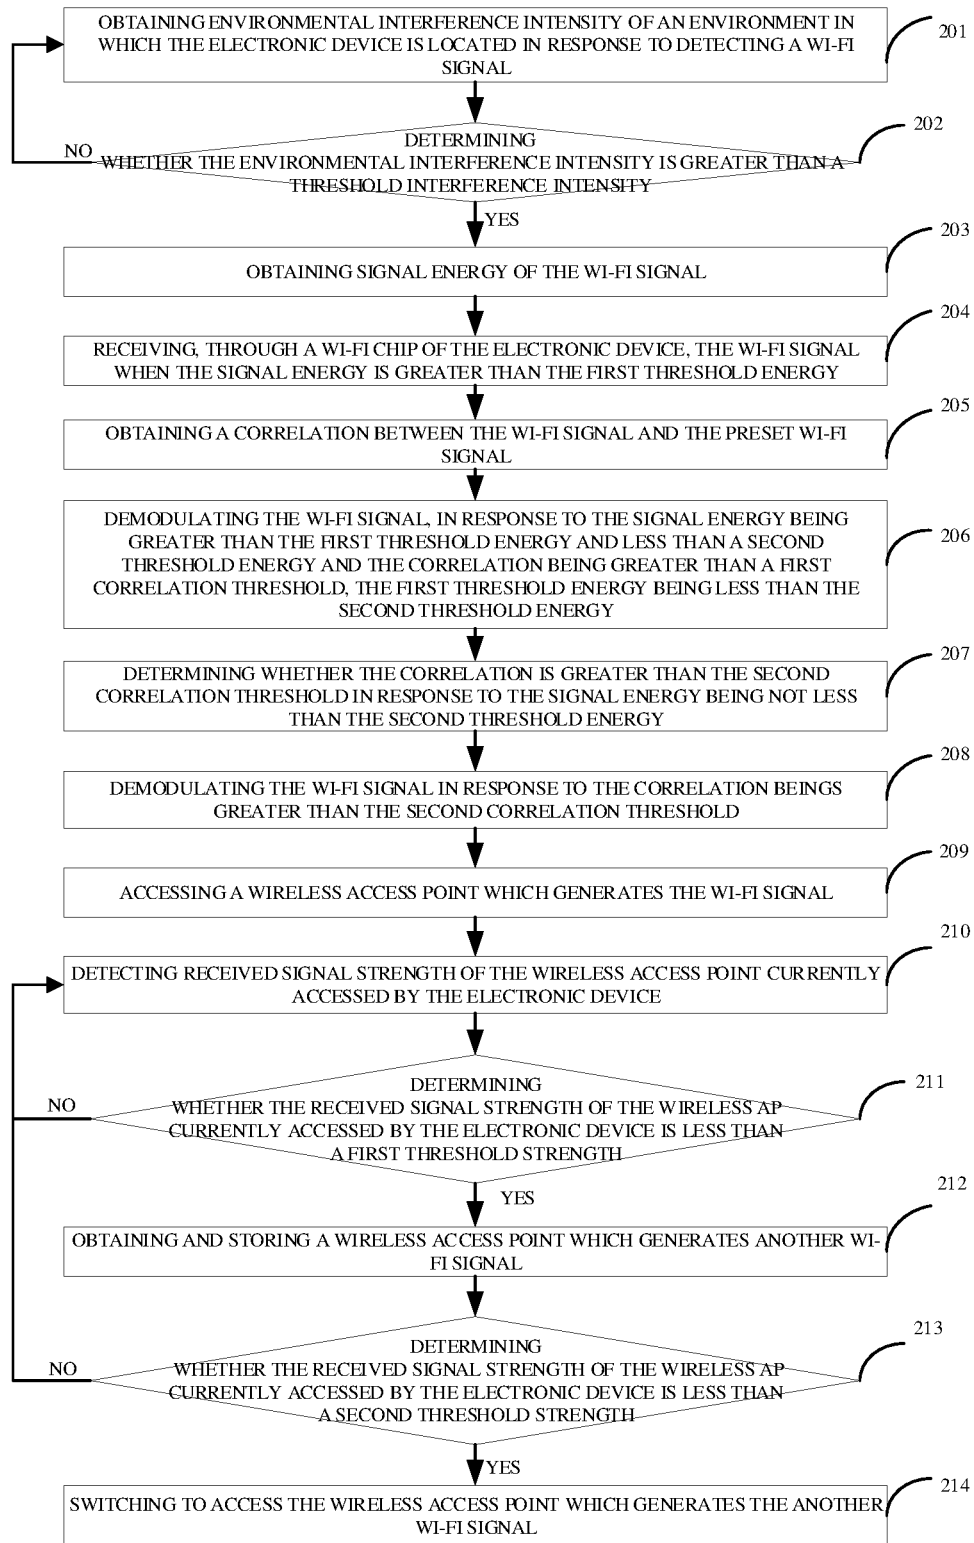 OBTAINING ENVIRONMENTAL INTERFERENCE INTENSITY OF AN ENVIRONMENT IN
WHICH THE ELECTRONIC DEVICE IS LOCATED IN RESPONSE TO DETECTING A WI-FI
SIGNAL
201
DETERMINING
WHETHER THE ENVIRONMENTAL INTERFERENCE INTENSITY IS GREATER THAN A
THRESHOLD INTERFERENCE INTENSITY
202
NO
YES
OBTAINING SIGNAL ENERGY OF THE WI-FI SIGNAL
203
RECEIVING, THROUGH A WI-FI CHIP OF THE ELECTRONIC DEVICE, THE WI-FI SIGNAL
WHEN THE SIGNAL ENERGY IS GREATER THAN THE FIRST THRESHOLD ENERGY
204
OBTAINING A CORRELATION BETWEEN THE WI-FI SIGNAL AND THE PRESET WI-FI
SIGNAL
205
DEMODULATING THE WI-FI SIGNAL, IN RESPONSE TO THE SIGNAL ENERGY BEING
GREATER THAN THE FIRST THRESHOLD ENERGY AND LESS THAN A SECOND
THRESHOLD ENERGY AND THE CORRELATION BEING GREATER THAN A FIRST
CORRELATION THRESHOLD, THE FIRST THRESHOLD ENERGY BEING LESS THAN THE
SECOND THRESHOLD ENERGY
206
DETERMINING WHETHER THE CORRELATION IS GREATER THAN THE SECOND
CORRELATION THRESHOLD IN RESPONSE TO THE SIGNAL ENERGY BEING NOT LESS
THAN THE SECOND THRESHOLD ENERGY
207
DEMODULATING THE WI-FI SIGNAL IN RESPONSE TO THE CORRELATION BEINGS
GREATER THAN THE SECOND CORRELATION THRESHOLD
208
ACCESSING A WIRELESS ACCESS POINT WHICH GENERATES THE WI-FI SIGNAL
209
DETECTING RECEIVED SIGNAL STRENGTH OF THE WIRELESS ACCESS POINT CURRENTLY
ACCESSED BY THE ELECTRONIC DEVICE
210
DETERMINING
WHETHER THE RECEIVED SIGNAL STRENGTH OF THE WIRELESS AP
CURRENTLY ACCESSED BY THE ELECTRONIC DEVICE IS LESS THAN
A FIRST THRESHOLD STRENGTH
211
NO
YES
OBTAINING AND STORING A WIRELESS ACCESS POINT WHICH GENERATES ANOTHER WI-
FI SIGNAL
212
DETERMINING
WHETHER THE RECEIVED SIGNAL STRENGTH OF THE WIRELESS AP
CURRENTLY ACCESSED BY THE ELECTRONIC DEVICE IS LESS THAN
A SECOND THRESHOLD STRENGTH
213
NO
YES
SWITCHING TO ACCESS THE WIRELESS ACCESS POINT WHICH GENERATES THE ANOTHER
WI-FI SIGNAL
214